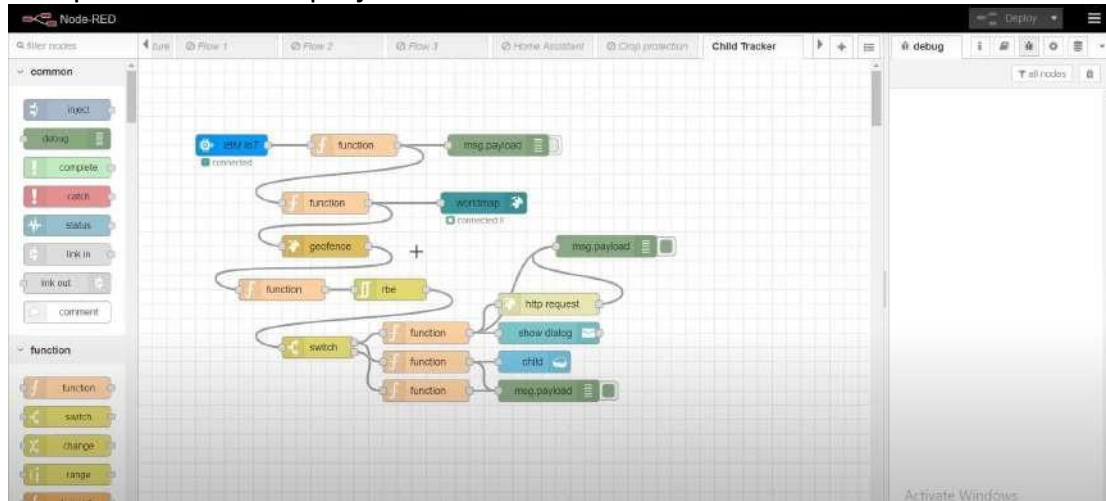 Node-RED
Deploy
filter nodes
Flow 1
Flow 2
Flow 3
Home Assistant
Crop protection
Child Tracker
debug
i
all nodes
common
inject
debug
complete
catch
status
link in
link out
comment
function
function
switch
change
range
IBM IoT
connected
function
msg.payload
function
worldmap
geofence
msg.payload
function
rbe
http request
switch
function
show dialog
function
child
function
msg.payload
Activate Windows